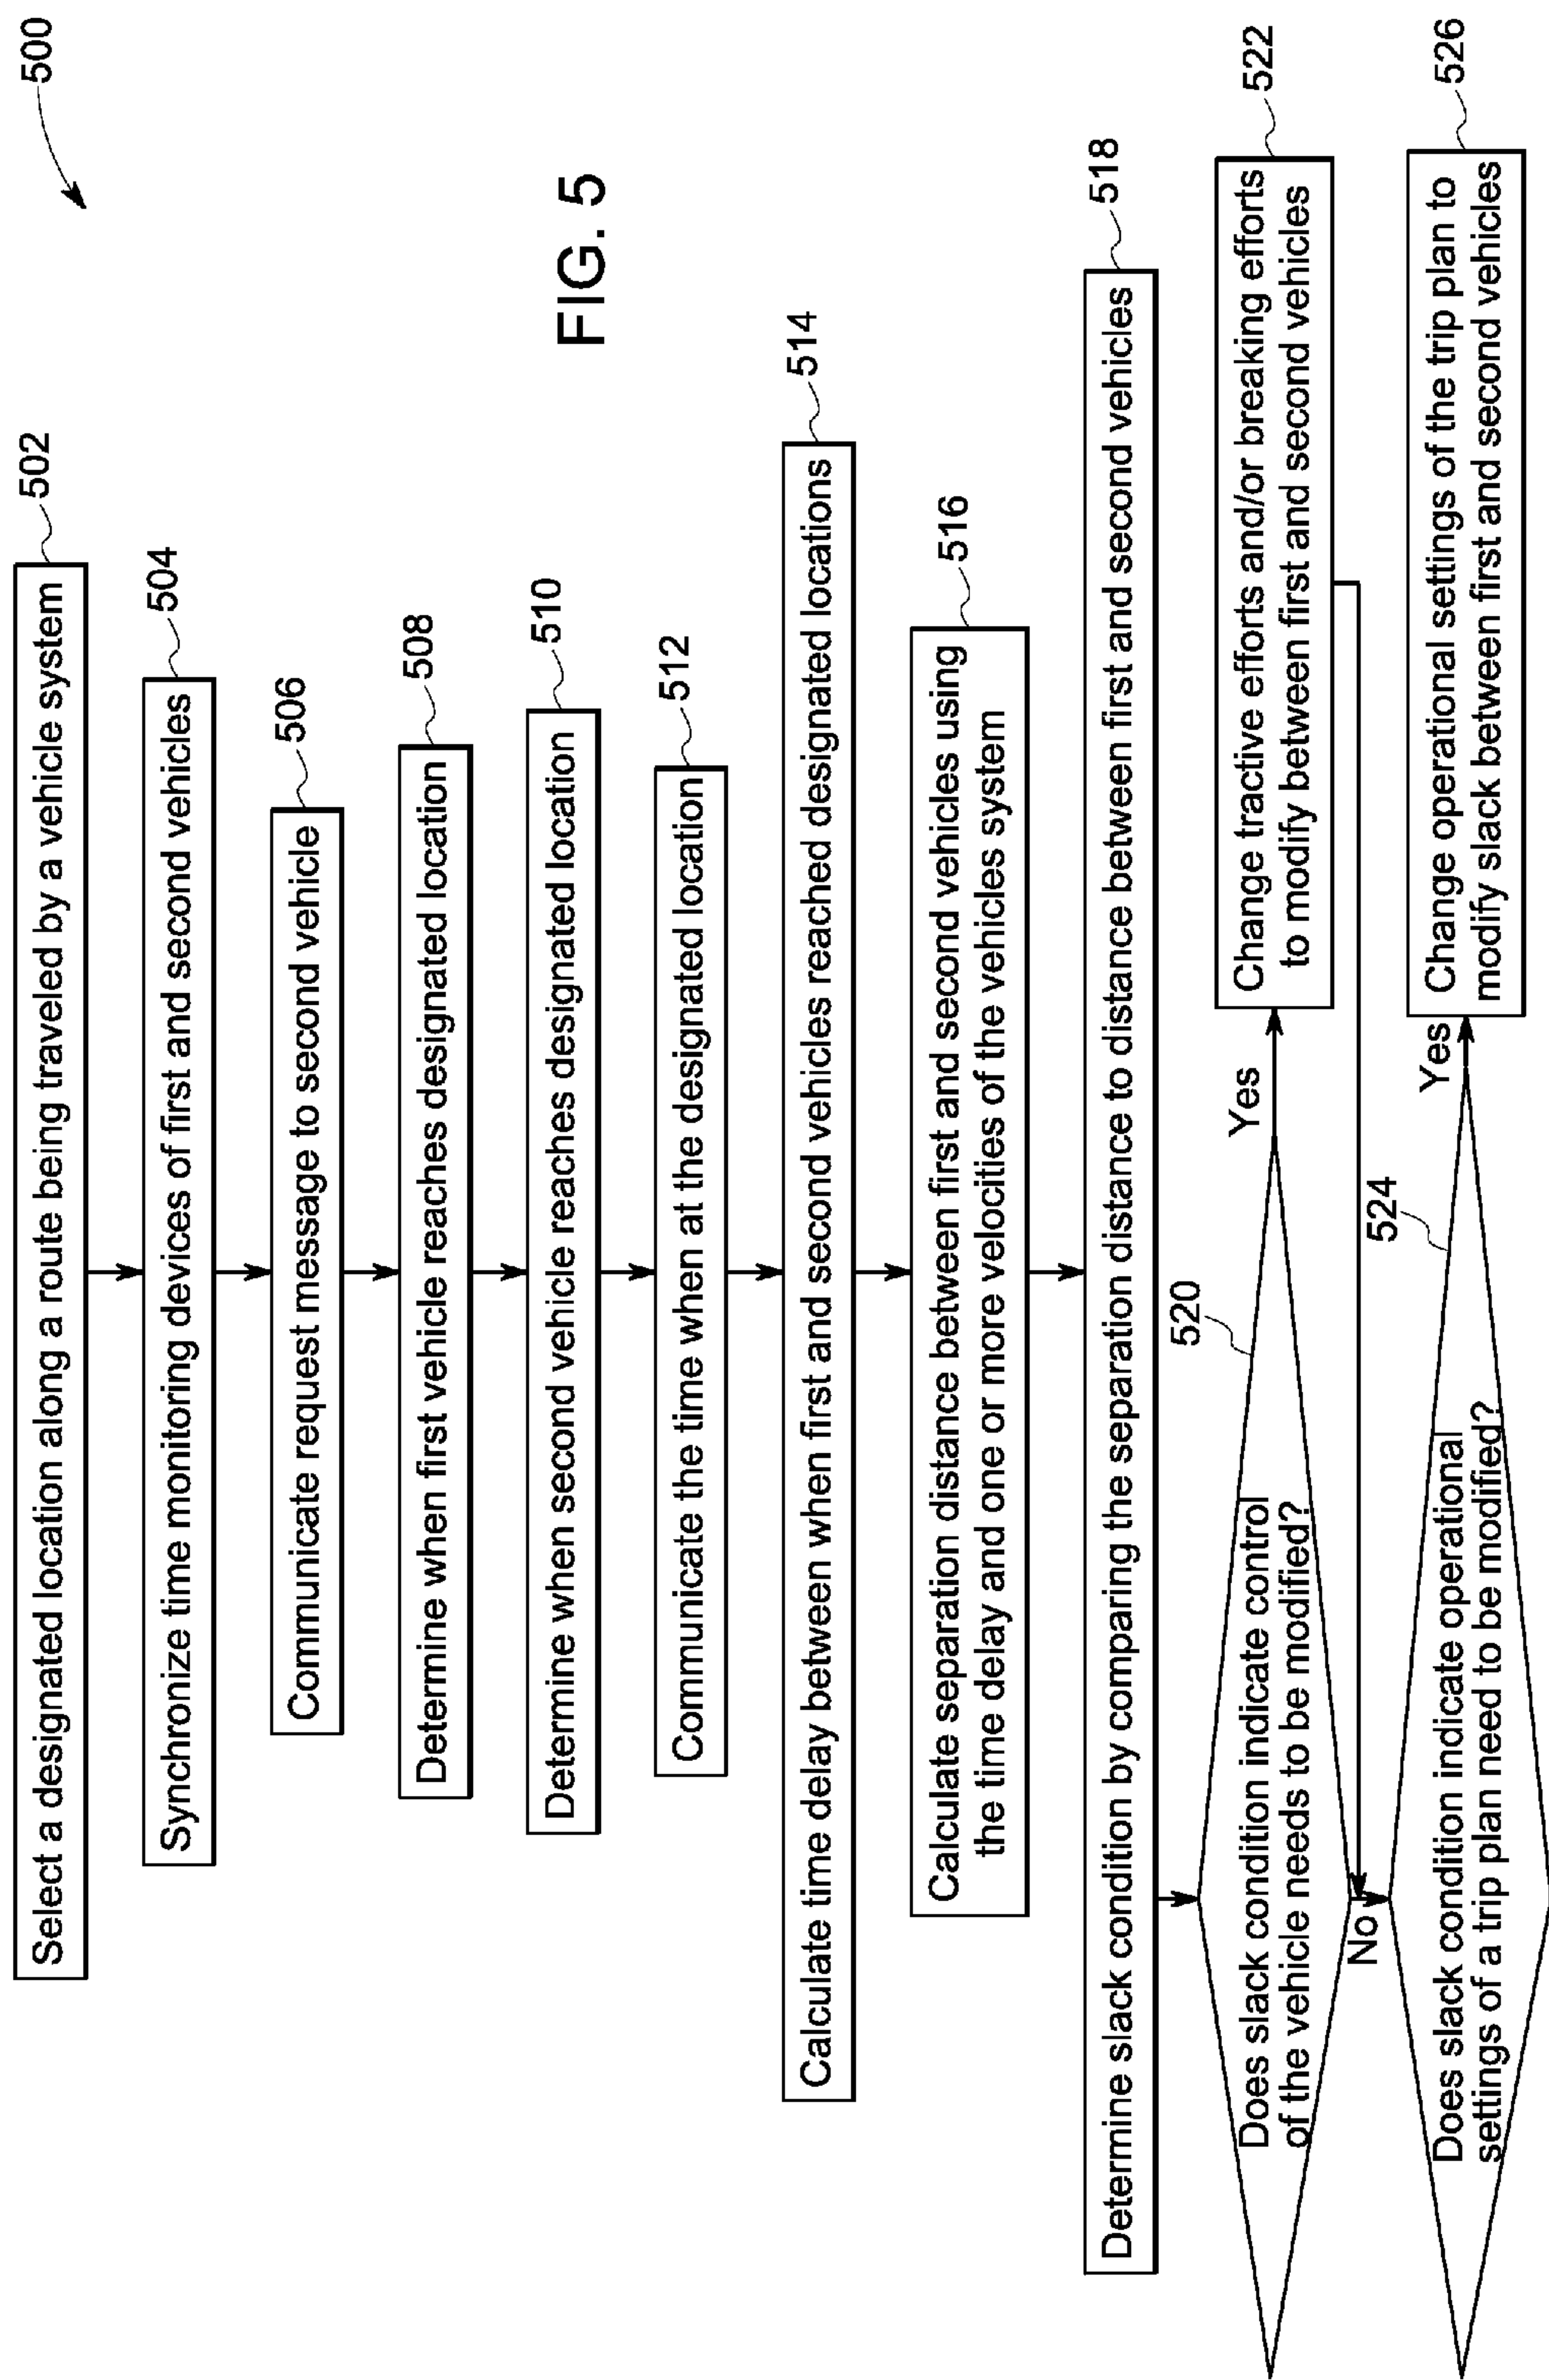 500
502
Select a designated location along a route being traveled by a vehicle system
504
Synchronize time monitoring devices of first and second vehicles
506
Communicate request message to second vehicle
508
Determine when first vehicle reaches designated location
510
Determine when second vehicle reaches designated location
512
Communicate the time when at the designated location
514
Calculate time delay between when first and second vehicles reached designated locations
516
Calculate separation distance between first and second vehicles using
the time delay and one or more velocities of the vehicles system
518
Determine slack condition by comparing the separation distance to distance between first and second vehicles
520
Does slack condition indicate control
of the vehicle needs to be modified?
Yes
522
Change tractive efforts and/or breaking efforts
to modify between first and second vehicles
No
524
Does slack condition indicate operational
settings of a trip plan need to be modified?
Yes
526
Change operational settings of the trip plan to
modify slack between first and second vehicles
FIG. 5